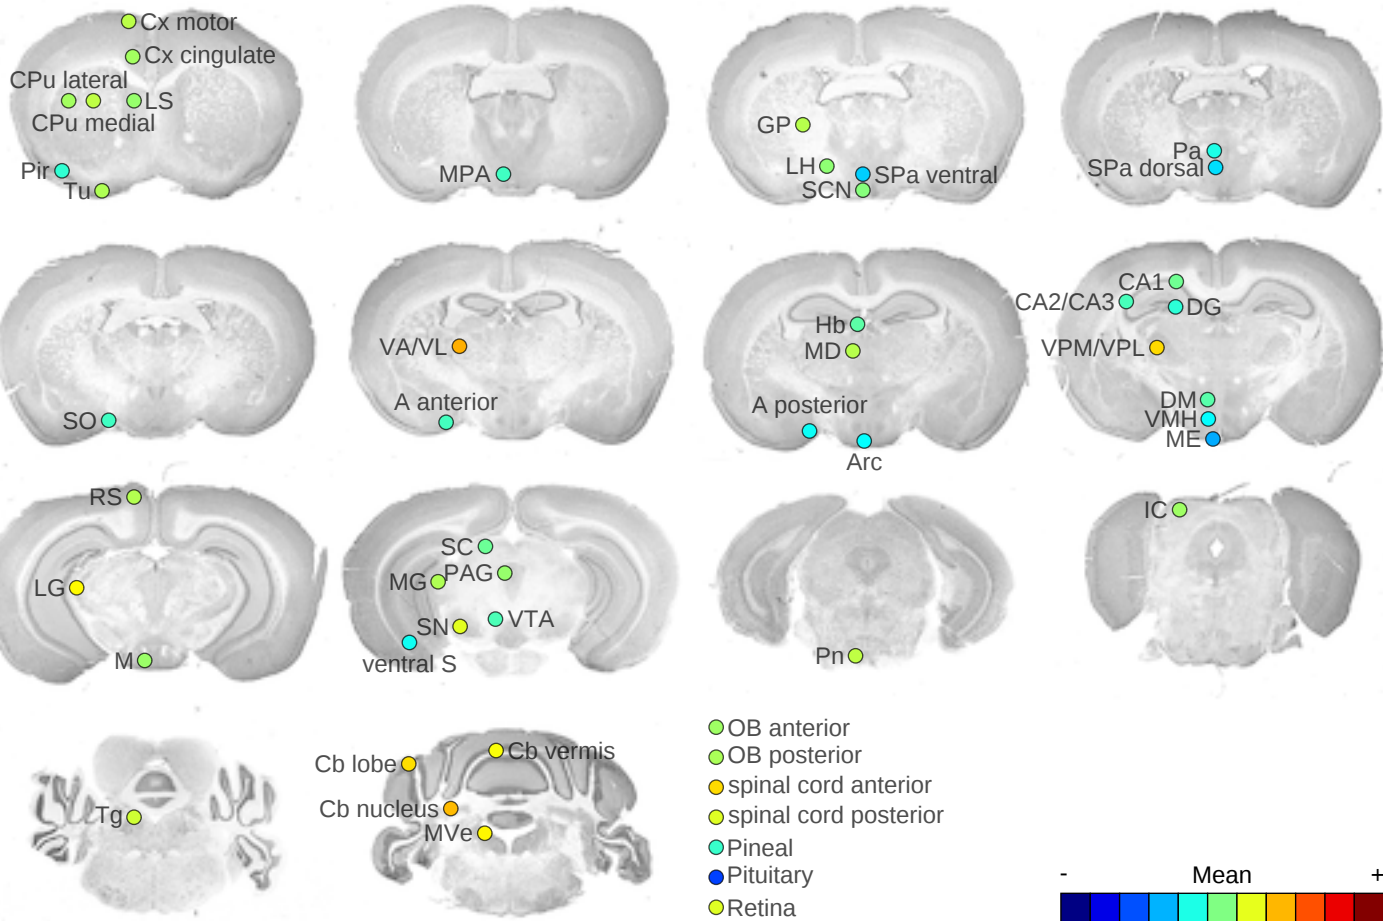 Cx motor
Cx cingulate
CPu lateral
LS
CPu medial
Pir
Tu
MPA
GP
LH
SPa ventral
SCN
Pa
SPa dorsal
SO
VA/VL
A anterior
Hb
MD
A posterior
Arc
CA1
CA2/CA3
DG
VPM/VPL
DM
VMH
ME
RS
LG
M
SC
MG
PAG
SN
VTA
ventral S
Pn
IC
Tg
Cb lobe
Cb vermis
Cb nucleus
MVe
OB anterior
OB posterior
spinal cord anterior
spinal cord posterior
Pineal
Pituitary
Retina
- Mean +